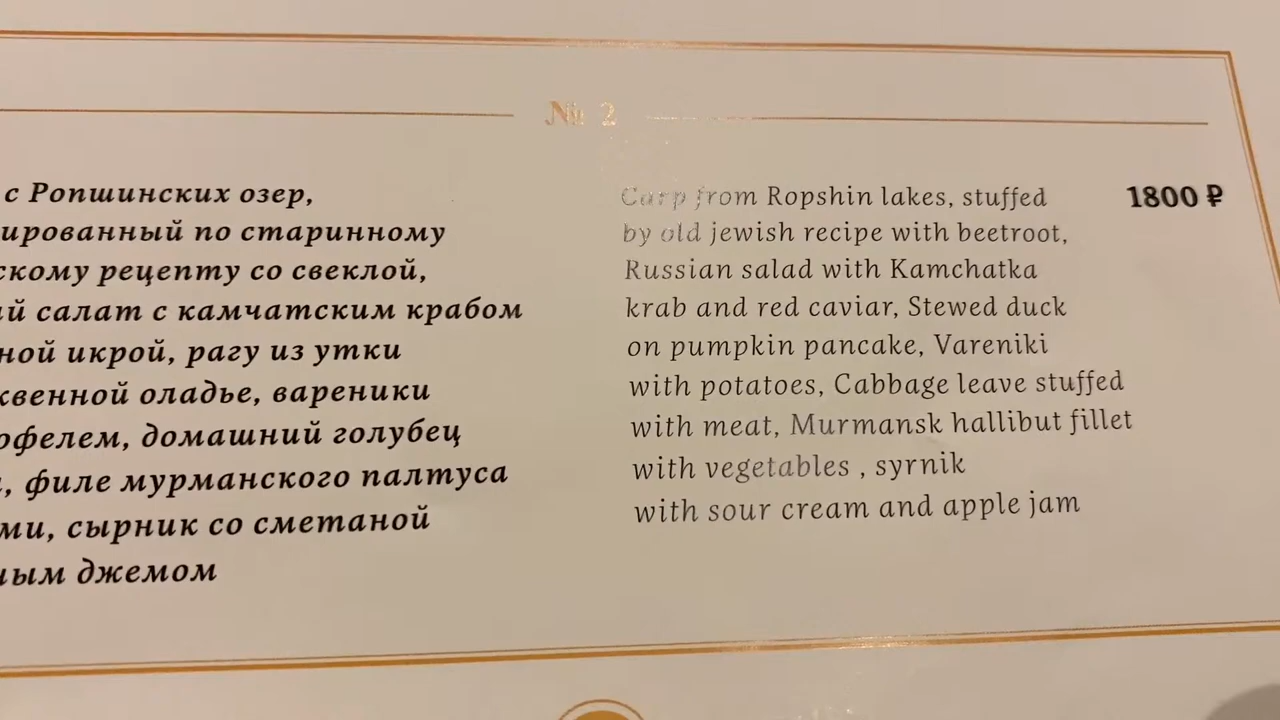 № 2
с Ропшинских озер,
ированный по старинному
скому рецепту со свеклой,
ий салат с камчатским крабом
ной икрой, рагу из утки
квенной оладье, вареники
офелем, домашний голубец
, филе мурманского палтуса
ми, сырник со сметаной
ным джемом
Carp from Ropshin lakes, stuffed
by old jewish recipe with beetroot,
Russian salad with Kamchatka
krab and red caviar, Stewed duck
on pumpkin pancake, Vareniki
with potatoes, Cabbage leave stuffed
with meat, Murmansk hallibut fillet
with vegetables , syrnik
with sour cream and apple jam
1800 ₽